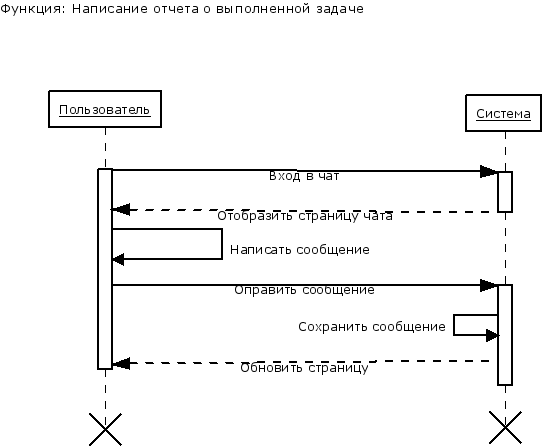 Функция: Написание отчета о выполненной задаче
Пользователь
Система
Вход в чат
Отобразить страницу чата
Написать сообщение
Оправить сообщение
Сохранить сообщение
Обновить страницу